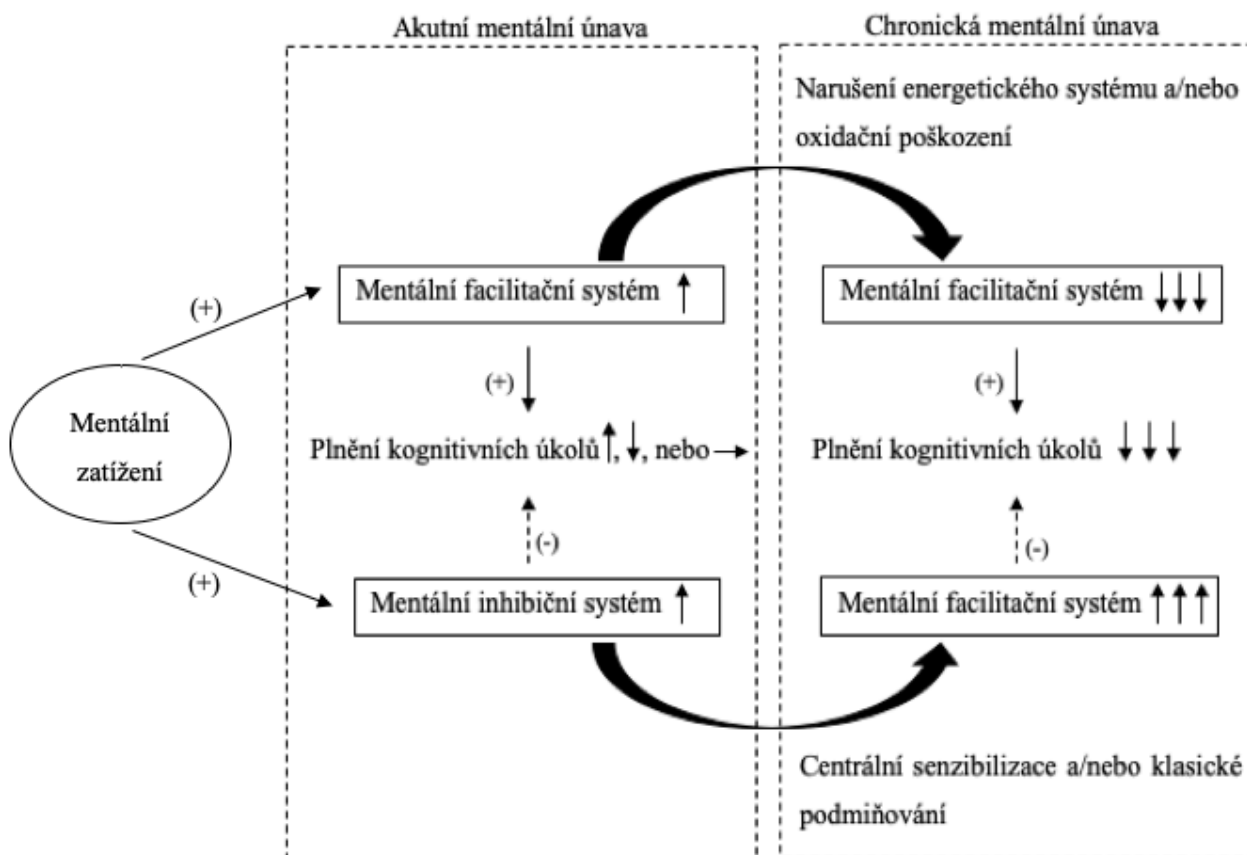 Akutní mentální únava
Chronická mentální únava
Narušení energetického systému a/nebo
oxidační poškození
Mentální facilitační systém ↑
Mentální facilitační systém ↓↓↓
(+)
(+)
(+)
Mentální
zatížení
Plnění kognitivních úkolů ↑, ↓, nebo →
Plnění kognitivních úkolů ↓ ↓ ↓
(-)
(-)
(+)
Mentální inhibiční systém ↑
Mentální facilitační systém ↑↑↑
Centrální senzibilizace a/nebo klasické
podmiňování